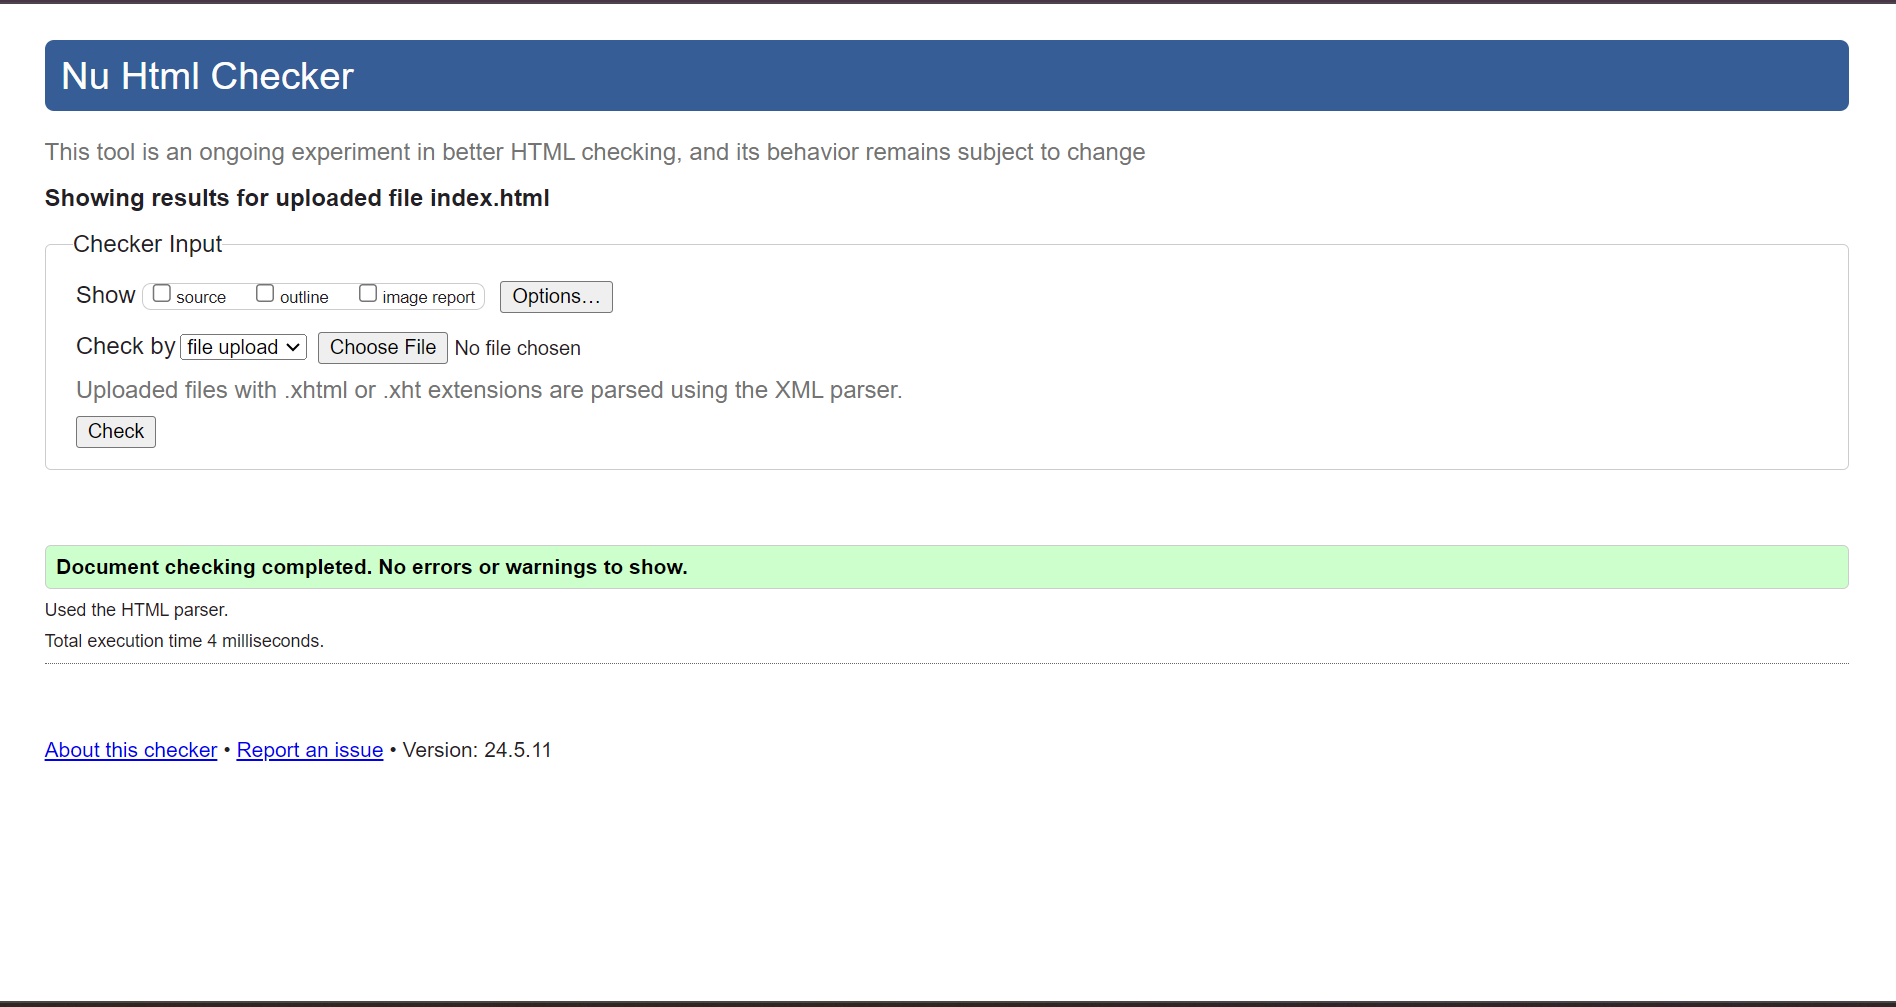 Nu Html Checker
This tool is an ongoing experiment in better HTML checking, and its behavior remains subject to change
Showing results for uploaded file index.html
Checker Input
Show source outline image report Options…
Check by file upload Choose File No file chosen
Uploaded files with .xhtml or .xht extensions are parsed using the XML parser.
Check
Document checking completed. No errors or warnings to show.
Used the HTML parser.
Total execution time 4 milliseconds.
About this checker • Report an issue • Version: 24.5.11